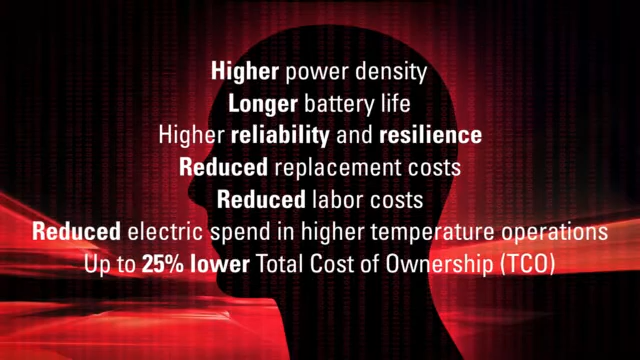 Higher power density
Longer battery life
Higher reliability and resilience
Reduced replacement costs
Reduced labor costs
Reduced electric spend in higher temperature operations
Up to 25% lower Total Cost of Ownership (TCO)